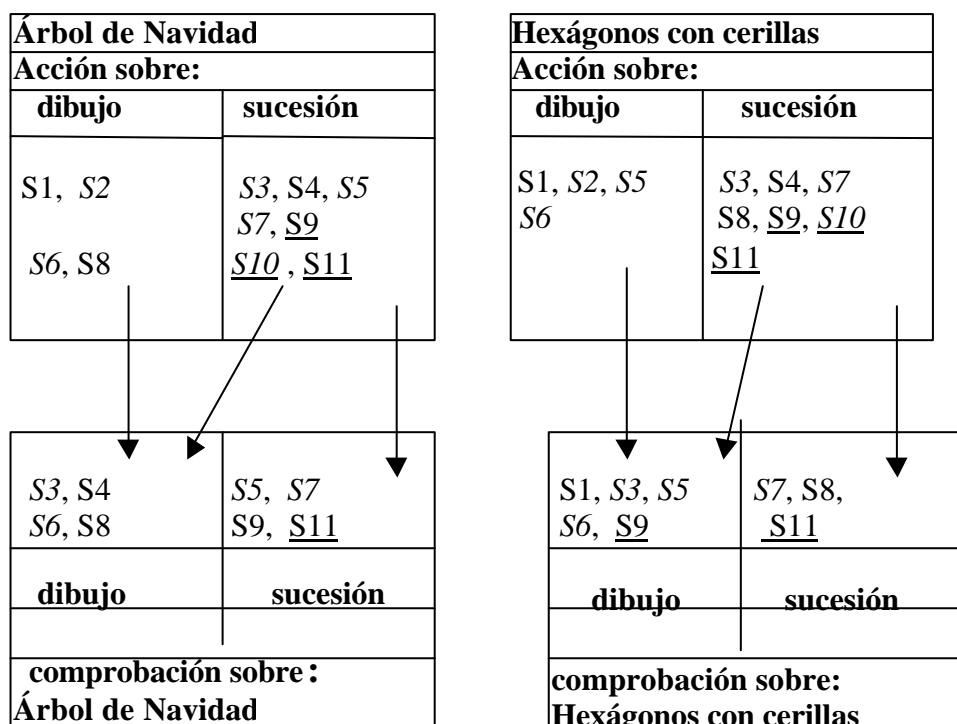 Árbol de Navidad
Acción sobre:
dibujo sucesión
S1, S2 S3, S4, S5
S7, S9
S6, S8 S10 , S11
S3, S4 S5, S7
S6, S8 S9, S11
dibujo sucesión
comprobación sobre:
Árbol de Navidad
Hexágonos con cerillas
Acción sobre:
dibujo sucesión
S1, S2, S5 S3, S4, S7
S6 S8, S9, S10
S11
S1, S3, S5 S7, S8,
S6, S9 S11
dibujo sucesión
comprobación sobre:
Hexágonos con cerillas